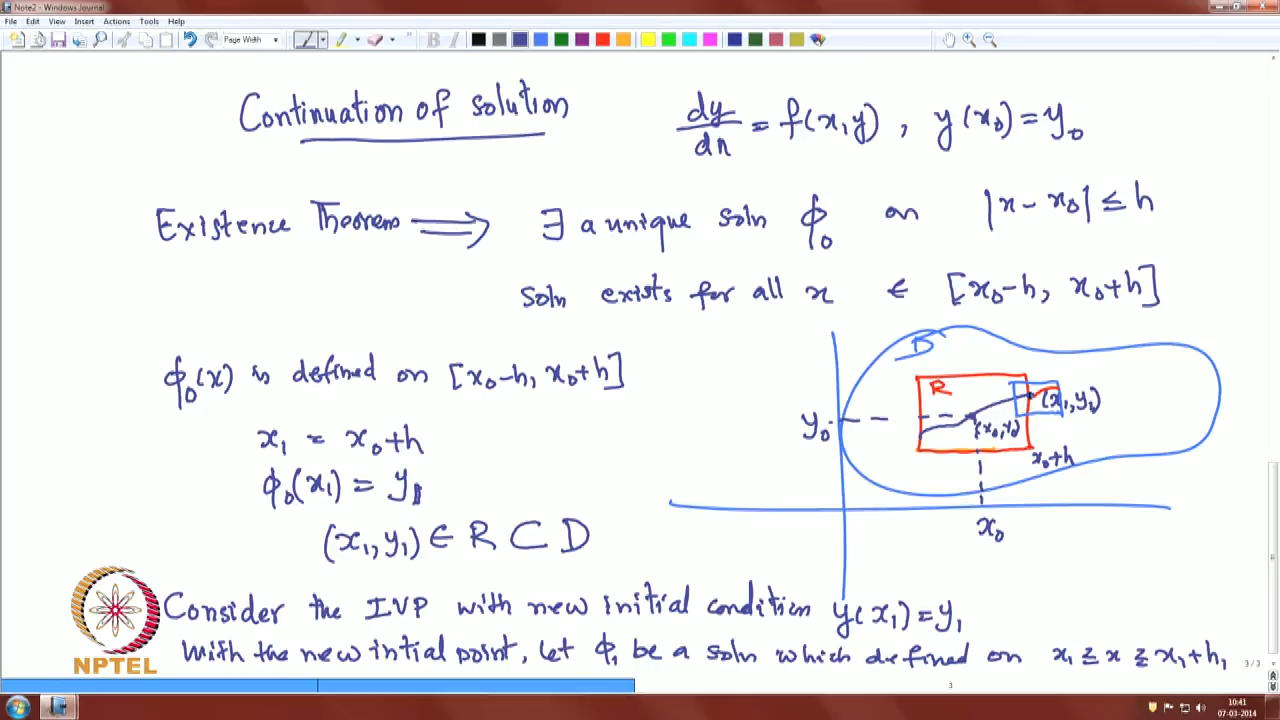 Note2 - Windows Journal
File Edit View Insert Actions Tools Help
Page Width
B I
Continuation of solution dy/dx = f(x,y) , y(x₀) = y₀
Existence Theorem ⟹ ∃ a unique soln ϕ₀ on |x - x₀| ≤ h
soln exists for all x ∈ [x₀-h, x₀+h]
ϕ₀(x) is defined on [x₀-h, x₀+h]
x₁ = x₀+h
ϕ₀(x₁) = y₁
(x₁,y₁) ∈ R ⊂ D
D
R
(x₁,y₁)
y₀
(x₀,y₀)
x₀+h
x₀
Consider the IVP with new initial condition y(x₁)=y₁
With the new intial point, Let ϕ₁ be a soln which defined on x₁ ≤ x ≤ x₁+h₁
NPTEL
3/3
3
10:41
07-03-2014